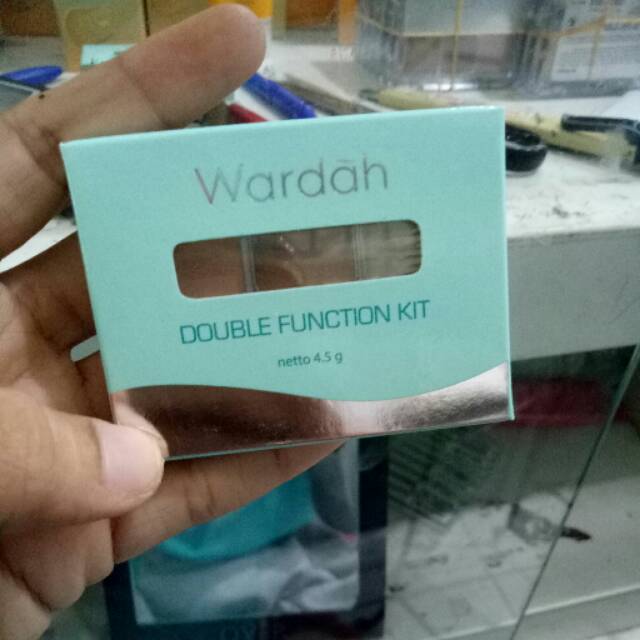 Wardah
DOUBLE FUNCTION KIT
netto 4.5 g